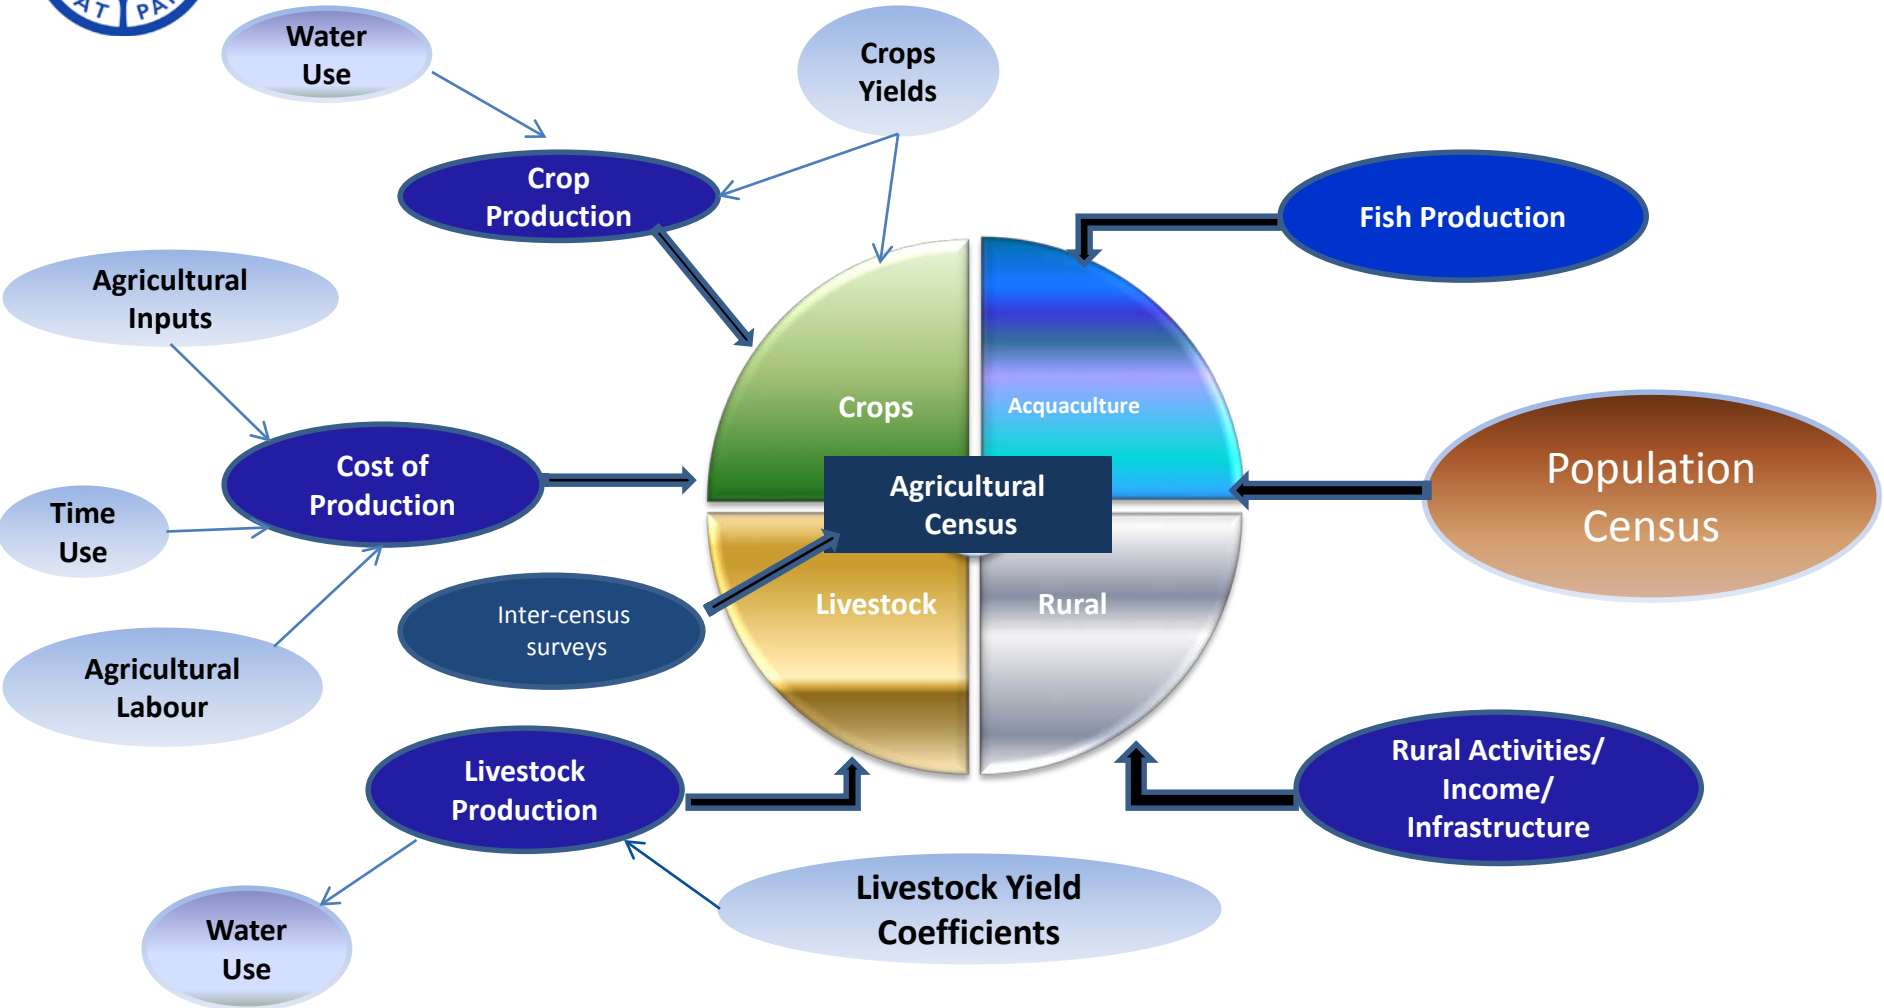 AT PA
Water
Use
Crops
Yields
Crop
Production
Fish Production
Agricultural
Inputs
Crops
Acquaculture
Population
Census
Cost of
Production
Agricultural
Census
Time
Use
Inter-census
surveys
Livestock
Rural
Agricultural
Labour
Livestock
Production
Rural Activities/
Income/
Infrastructure
Livestock Yield
Coefficients
Water
Use